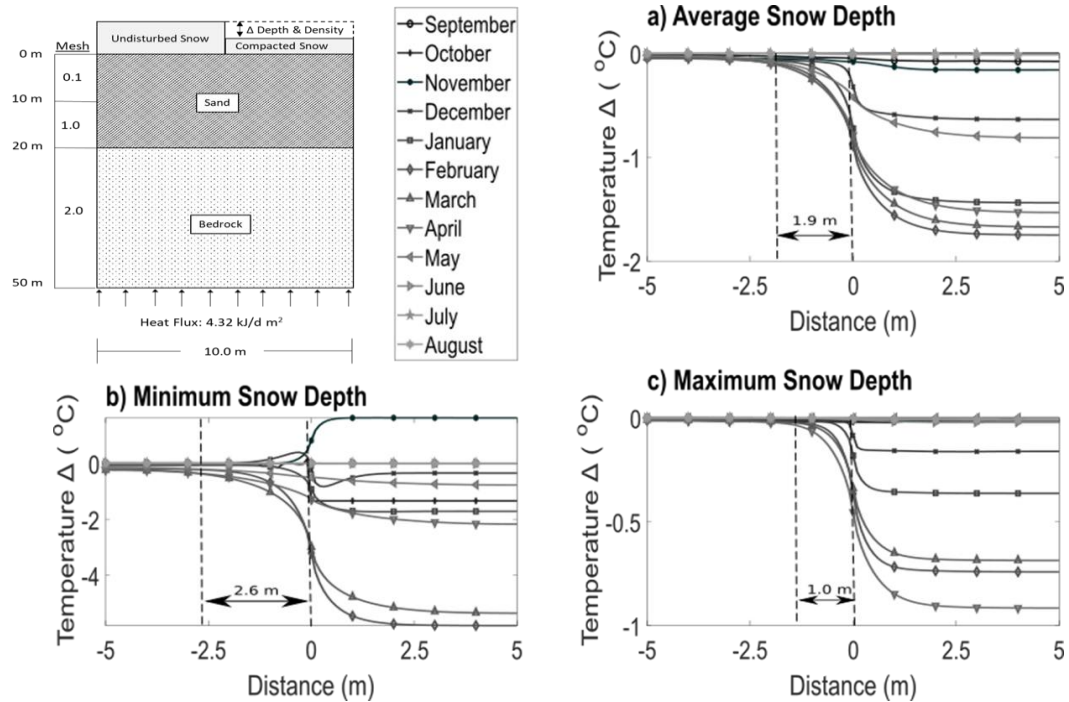 Δ Depth & Density
Undisturbed Snow
Compacted Snow
Mesh
0 m
0.1
10 m
Sand
1.0
20 m
2.0
Bedrock
50 m
Heat Flux: 4.32 kJ/d m²
10.0 m
September
October
November
December
January
February
March
April
May
June
July
August
a) Average Snow Depth
0
-1
-2
Temperature Δ ( °C)
1.9 m
-5
-2.5
0
2.5
5
Distance (m)
b) Minimum Snow Depth
0
-2
-4
Temperature Δ ( °C)
2.6 m
-5
-2.5
0
2.5
5
Distance (m)
c) Maximum Snow Depth
0
-0.5
-1
Temperature Δ ( °C)
1.0 m
-5
-2.5
0
2.5
5
Distance (m)